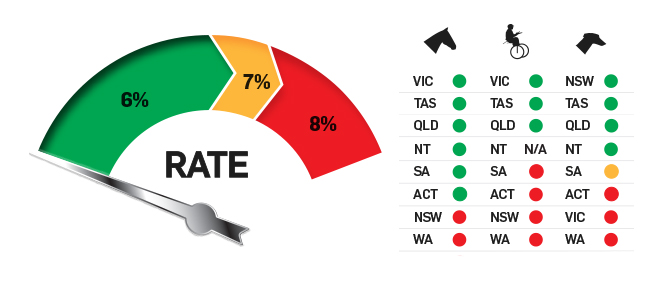 6%
7%
8%
RATE
VIC VIC NSW
TAS TAS TAS
QLD QLD QLD
NT NT N/A NT
SA SA SA
ACT ACT ACT
NSW NSW VIC
WA WA WA